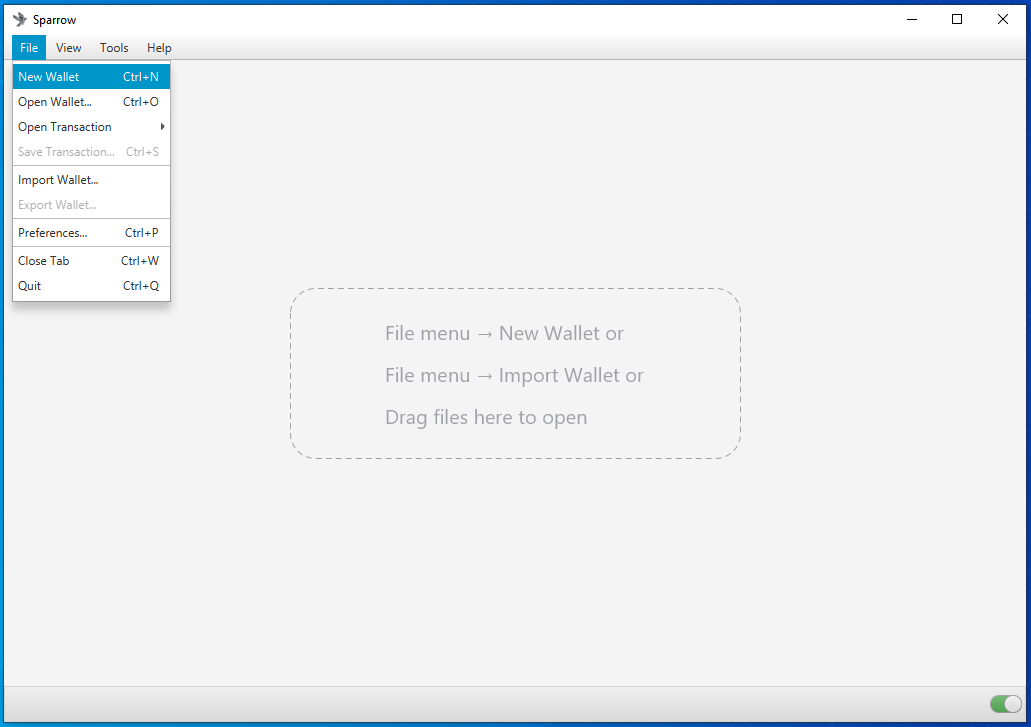 Sparrow
File View Tools Help
New Wallet Ctrl+N
Open Wallet... Ctrl+O
Open Transaction
Save Transaction... Ctrl+S
Import Wallet...
Export Wallet...
Preferences... Ctrl+P
Close Tab Ctrl+W
Quit Ctrl+Q
File menu → New Wallet or
File menu → Import Wallet or
Drag files here to open